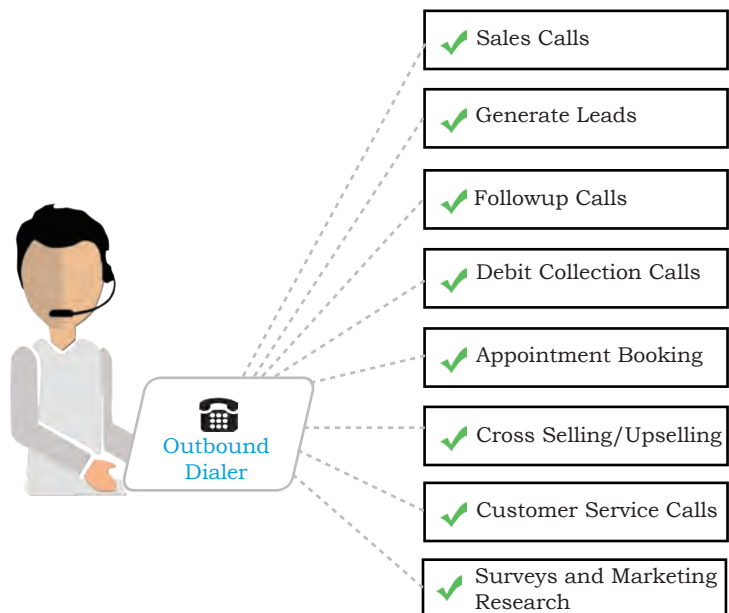 Sales Calls
Generate Leads
Followup Calls
Debit Collection Calls
Appointment Booking
Outbound
Dialer
Cross Selling/Upselling
Customer Service Calls
Surveys and Marketing
Research